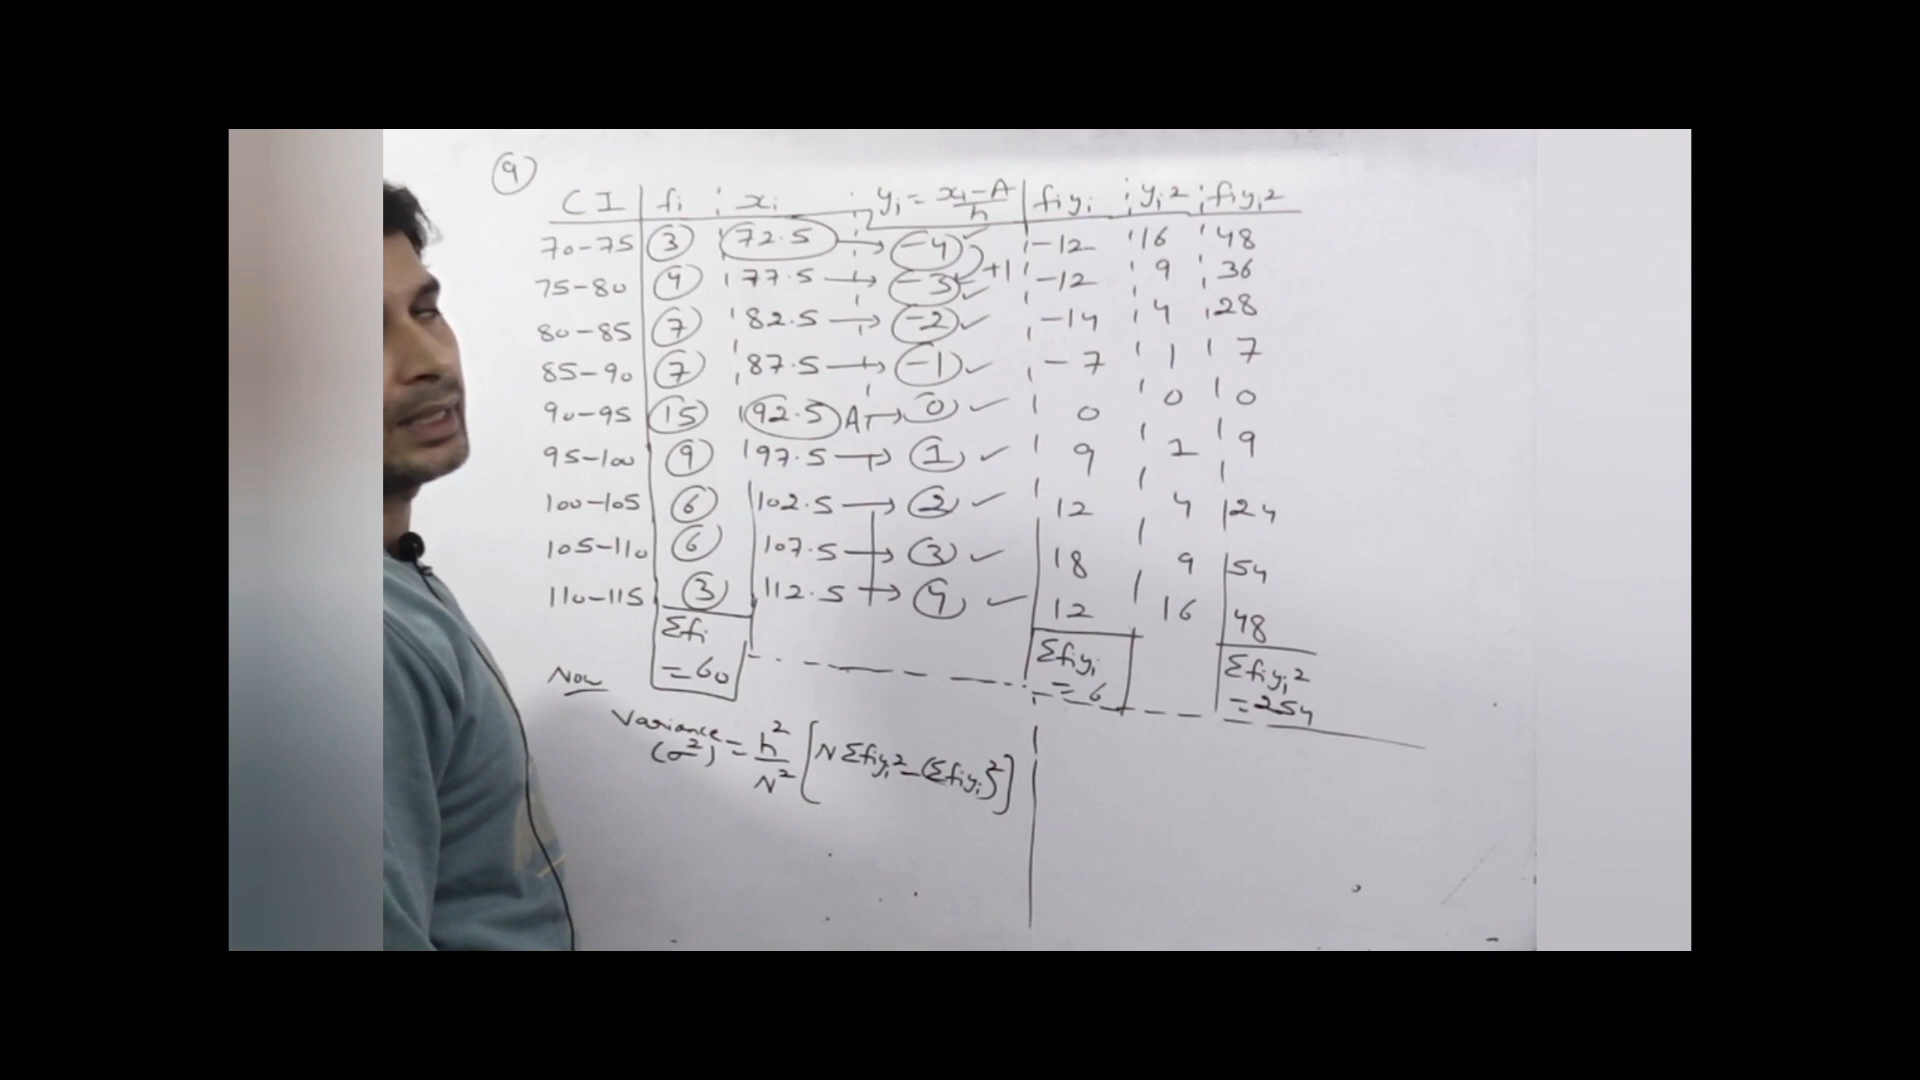 9
CI fi xi yi = xi-A/h fiyi yi² fiyi²
70-75 3 72.5 → -4 -12 16 48
+1
75-80 4 77.5 → -3 -12 9 36
80-85 7 82.5 → -2 -14 4 28
85-90 7 87.5 → -1 -7 1 7
90-95 15 92.5 A → 0 0 0 0
95-100 9 97.5 → 1 9 1 9
100-105 6 102.5 → 2 12 4 24
105-110 6 107.5 → 3 18 9 54
110-115 3 112.5 → 4 12 16 48
Σfi = 60 Σfiyi = 6 Σfiyi² = 254
Now
Variance (σ²) = h²/N² [NΣfiyi² - (Σfiyi)²]